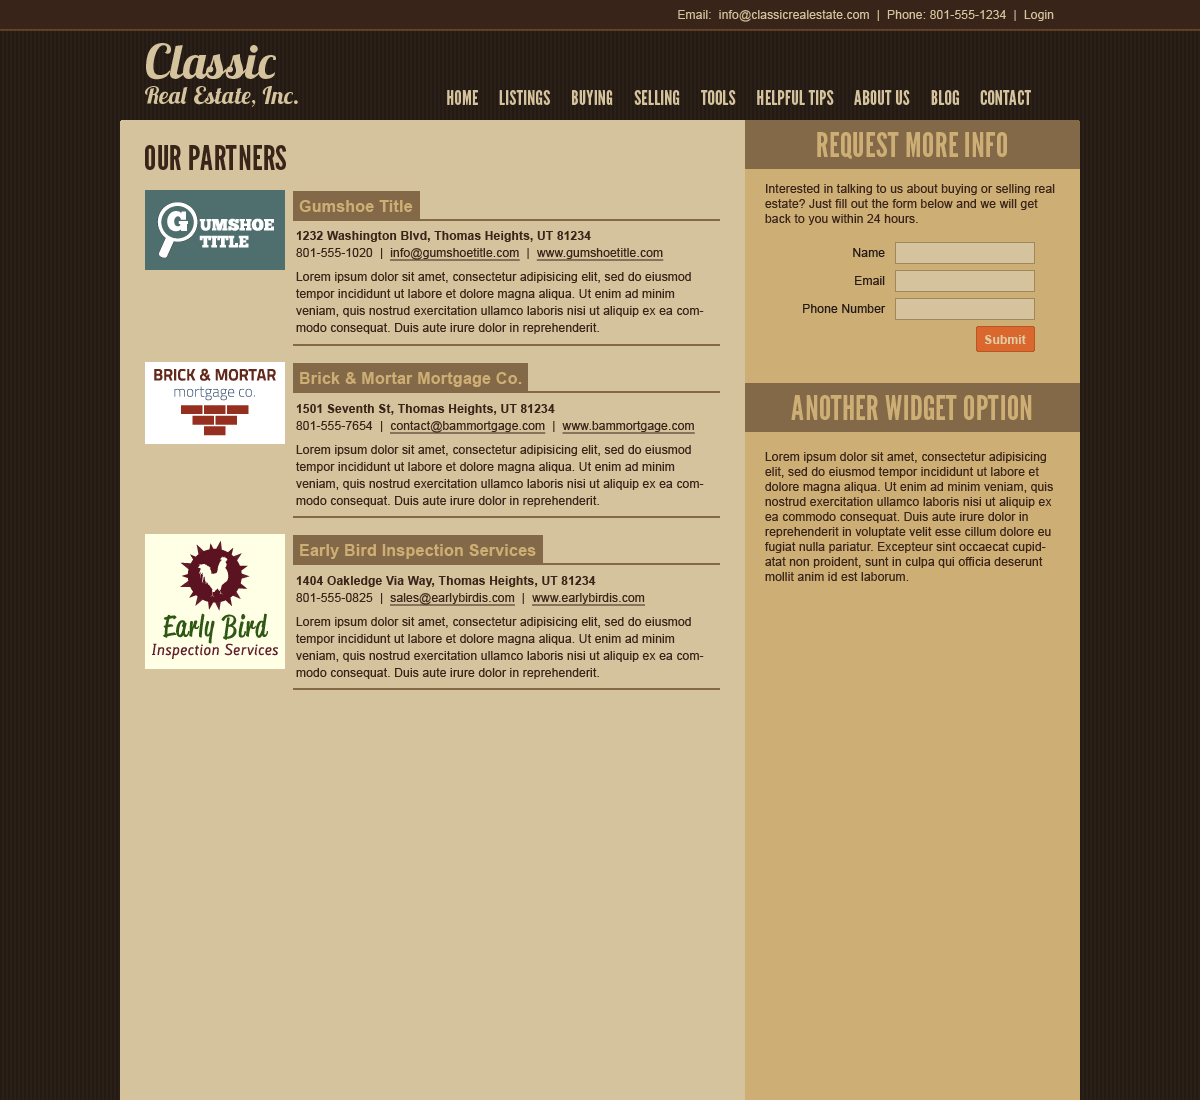 Email: info@classicrealestate.com | Phone: 801-555-1234 | Login
Classic
Real Estate, Inc.
HOME LISTINGS BUYING SELLING TOOLS HELPFUL TIPS ABOUT US BLOG CONTACT
OUR PARTNERS
GUMSHOE
TITLE
Gumshoe Title
1232 Washington Blvd, Thomas Heights, UT 81234
801-555-1020 | info@gumshoetitle.com | www.gumshoetitle.com
Lorem ipsum dolor sit amet, consectetur adipisicing elit, sed do eiusmod
tempor incididunt ut labore et dolore magna aliqua. Ut enim ad minim
veniam, quis nostrud exercitation ullamco laboris nisi ut aliquip ex ea com-
modo consequat. Duis aute irure dolor in reprehenderit.
BRICK & MORTAR
mortgage co.
Brick & Mortar Mortgage Co.
1501 Seventh St, Thomas Heights, UT 81234
801-555-7654 | contact@bammortgage.com | www.bammortgage.com
Lorem ipsum dolor sit amet, consectetur adipisicing elit, sed do eiusmod
tempor incididunt ut labore et dolore magna aliqua. Ut enim ad minim
veniam, quis nostrud exercitation ullamco laboris nisi ut aliquip ex ea com-
modo consequat. Duis aute irure dolor in reprehenderit.
Early Bird
Inspection Services
Early Bird Inspection Services
1404 Oakledge Via Way, Thomas Heights, UT 81234
801-555-0825 | sales@earlybirdis.com | www.earlybirdis.com
Lorem ipsum dolor sit amet, consectetur adipisicing elit, sed do eiusmod
tempor incididunt ut labore et dolore magna aliqua. Ut enim ad minim
veniam, quis nostrud exercitation ullamco laboris nisi ut aliquip ex ea com-
modo consequat. Duis aute irure dolor in reprehenderit.
REQUEST MORE INFO
Interested in talking to us about buying or selling real
estate? Just fill out the form below and we will get
back to you within 24 hours.
Name
Email
Phone Number
Submit
ANOTHER WIDGET OPTION
Lorem ipsum dolor sit amet, consectetur adipisicing
elit, sed do eiusmod tempor incididunt ut labore et
dolore magna aliqua. Ut enim ad minim veniam, quis
nostrud exercitation ullamco laboris nisi ut aliquip ex
ea commodo consequat. Duis aute irure dolor in
reprehenderit in voluptate velit esse cillum dolore eu
fugiat nulla pariatur. Excepteur sint occaecat cupid-
atat non proident, sunt in culpa qui officia deserunt
mollit anim id est laborum.